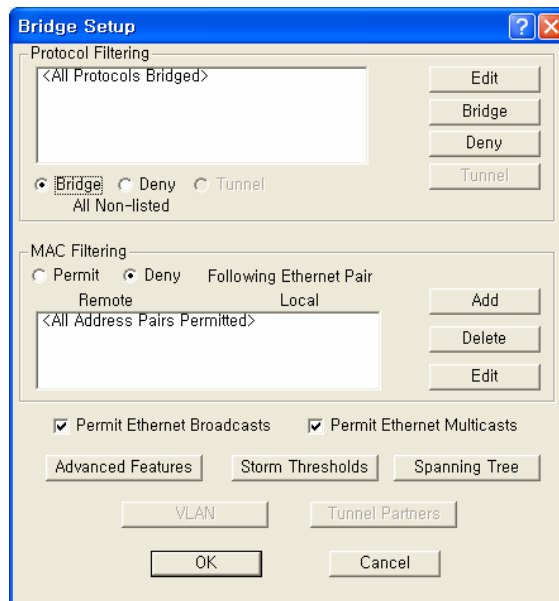 Bridge Setup
Protocol Filtering
<All Protocols Bridged>
Edit
Bridge
Deny
Tunnel
Bridge Deny Tunnel
All Non-listed
MAC Filtering
Permit Deny Following Ethernet Pair
Remote Local
<All Address Pairs Permitted>
Add
Delete
Edit
Permit Ethernet Broadcasts Permit Ethernet Multicasts
Advanced Features Storm Thresholds Spanning Tree
VLAN Tunnel Partners
OK Cancel